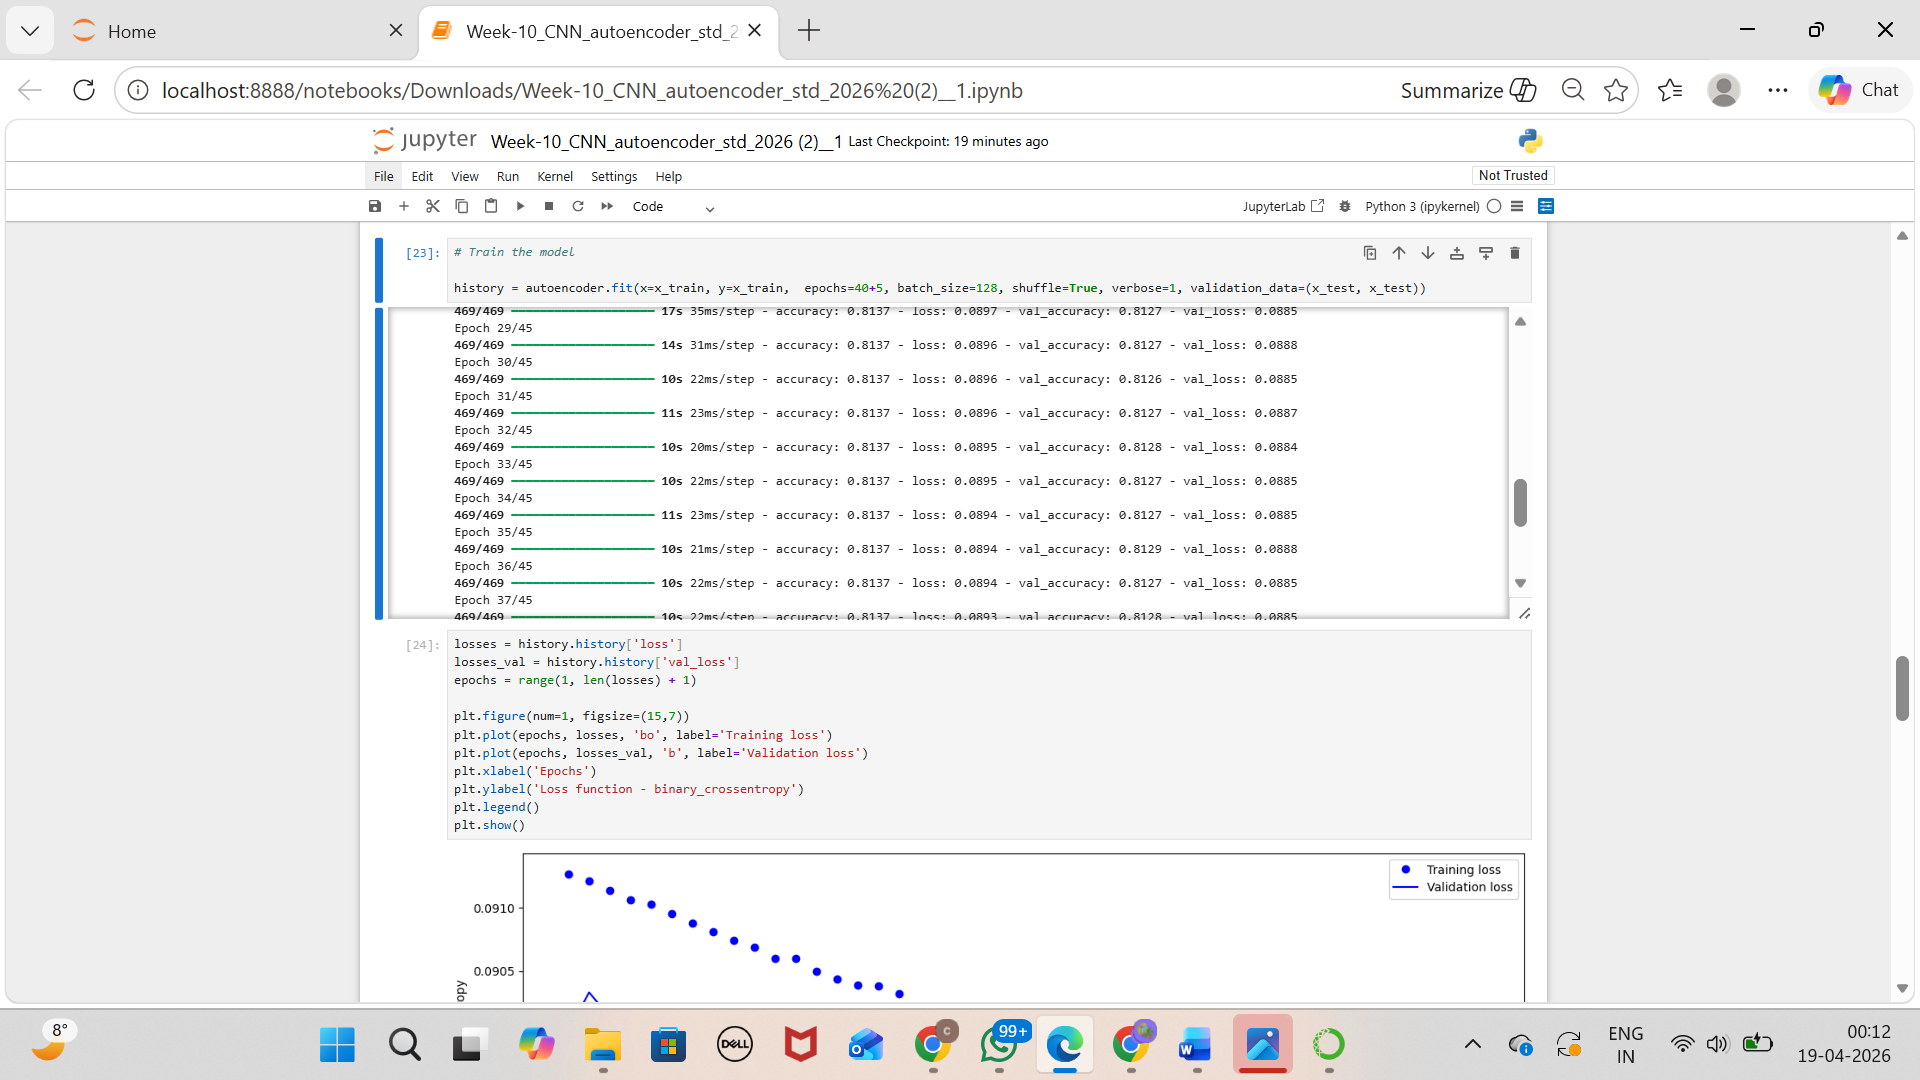 Home
Week-10_CNN_autoencoder_std_2
localhost:8888/notebooks/Downloads/Week-10_CNN_autoencoder_std_2026%20(2)__1.ipynb
Summarize
Chat
jupyter Week-10_CNN_autoencoder_std_2026 (2)__1 Last Checkpoint: 19 minutes ago
File Edit View Run Kernel Settings Help
Not Trusted
Code
JupyterLab
Python 3 (ipykernel)
[23]:
# Train the model
history = autoencoder.fit(x=x_train, y=x_train,  epochs=40+5, batch_size=128, shuffle=True, verbose=1, validation_data=(x_test, x_test))
469/469 17s 35ms/step - accuracy: 0.8137 - loss: 0.0897 - val_accuracy: 0.8127 - val_loss: 0.0885
Epoch 29/45
469/469 14s 31ms/step - accuracy: 0.8137 - loss: 0.0896 - val_accuracy: 0.8127 - val_loss: 0.0888
Epoch 30/45
469/469 10s 22ms/step - accuracy: 0.8137 - loss: 0.0896 - val_accuracy: 0.8126 - val_loss: 0.0885
Epoch 31/45
469/469 11s 23ms/step - accuracy: 0.8137 - loss: 0.0896 - val_accuracy: 0.8127 - val_loss: 0.0887
Epoch 32/45
469/469 10s 20ms/step - accuracy: 0.8137 - loss: 0.0895 - val_accuracy: 0.8128 - val_loss: 0.0884
Epoch 33/45
469/469 10s 22ms/step - accuracy: 0.8137 - loss: 0.0895 - val_accuracy: 0.8127 - val_loss: 0.0885
Epoch 34/45
469/469 11s 23ms/step - accuracy: 0.8137 - loss: 0.0894 - val_accuracy: 0.8127 - val_loss: 0.0885
Epoch 35/45
469/469 10s 21ms/step - accuracy: 0.8137 - loss: 0.0894 - val_accuracy: 0.8129 - val_loss: 0.0888
Epoch 36/45
469/469 10s 22ms/step - accuracy: 0.8137 - loss: 0.0894 - val_accuracy: 0.8127 - val_loss: 0.0885
Epoch 37/45
469/469 10s 22ms/step - accuracy: 0.8137 - loss: 0.0893 - val_accuracy: 0.8128 - val_loss: 0.0885
[24]:
losses = history.history['loss']
losses_val = history.history['val_loss']
epochs = range(1, len(losses) + 1)
plt.figure(num=1, figsize=(15,7))
plt.plot(epochs, losses, 'bo', label='Training loss')
plt.plot(epochs, losses_val, 'b', label='Validation loss')
plt.xlabel('Epochs')
plt.ylabel('Loss function - binary_crossentropy')
plt.legend()
plt.show()
Training loss
Validation loss
0.0910
0.0905
opy
8°
DELL
99+
C
W
ENG
IN
00:12
19-04-2026